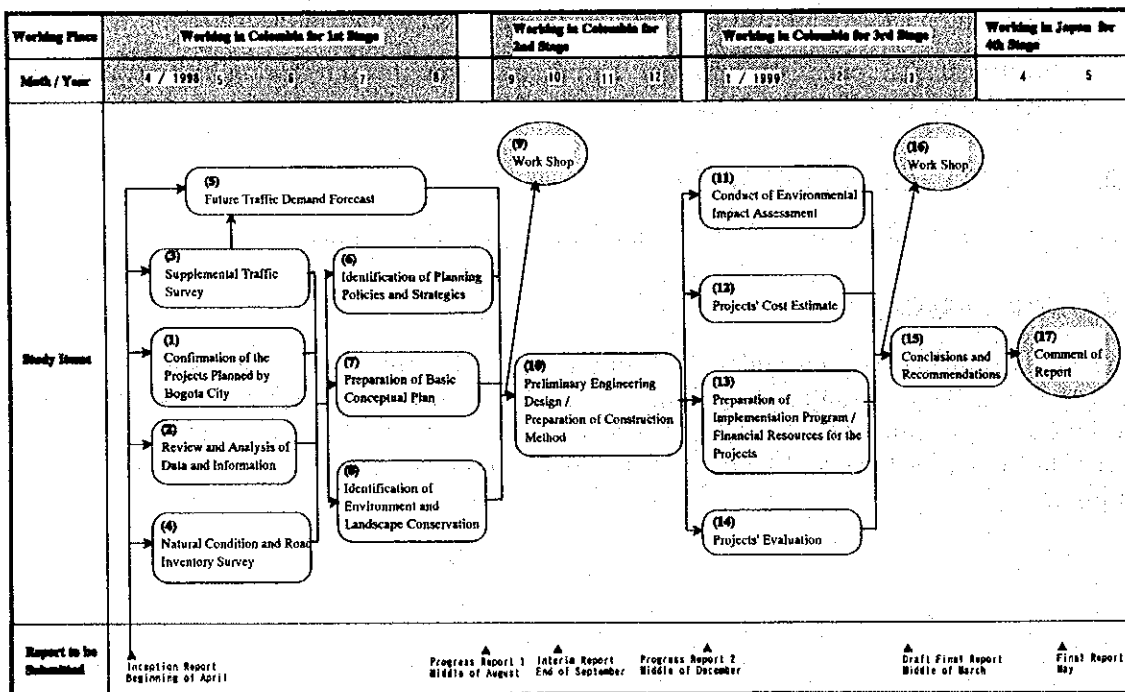 Working Place
Working in Colombia for 1st Stage
Working in Colombia for
2nd Stage
Working in Colombia for 3rd Stage
Working in Japan for
4th Stage
Moth / Year
4 / 1998 5 6 7 8
9 10 11 12
1 / 1999 2 3
4 5
Study Items
(5)
Future Traffic Demand Forecast
(3)
Supplemental Traffic
Survey
(1)
Confirmation of the
Projects Planned by
Bogota City
(2)
Review and Analysis of
Data and Information
(4)
Natural Condition and Road
Inventory Survey
(6)
Identification of Planning
Policies and Strategics
(7)
Preparation of Basic
Conceptual Plan
(8)
Identification of
Environment and
Landscape Conservation
(9)
Work Shop
(10)
Preliminary Engineering
Design /
Preparation of Construction
Method
(11)
Conduct of Environmental
Impact Assessment
(12)
Projects' Cost Estimate
(13)
Preparation of
Implementation Program /
Financial Resources for the
Projects
(14)
Projects' Evaluation
(15)
Conclusions and
Recommendations
(16)
Work Shop
(17)
Comment of
Report
Report to be
Submitted
Inception Report
Beginning of April
Progress Report 1
Middle of August
Interim Report
End of September
Progress Report 2
Middle of December
Draft Final Report
Middle of March
Final Report
May